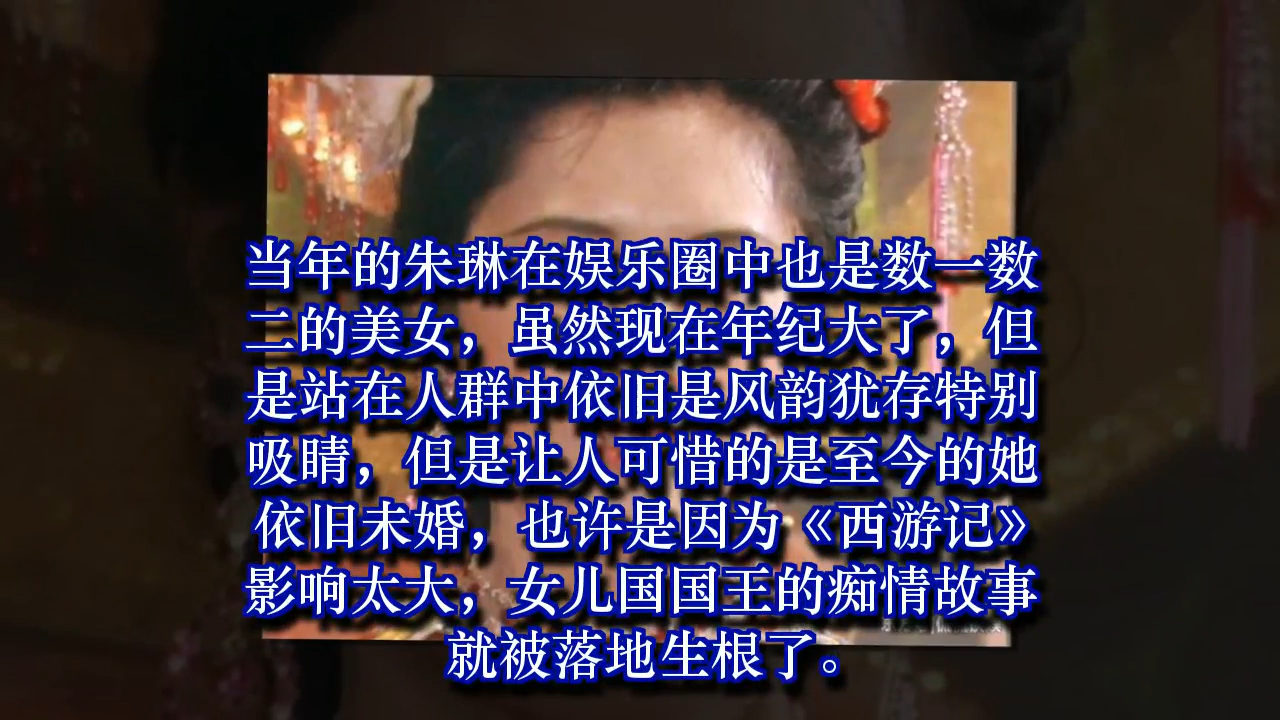 当年的朱琳在娱乐圈中也是数一数
二的美女，虽然现在年纪大了，但
是站在人群中依旧是风韵犹存特别
吸睛，但是让人可惜的是至今的她
依旧未婚，也许是因为《西游记》
影响太大，女儿国国王的痴情故事
就被落地生根了。